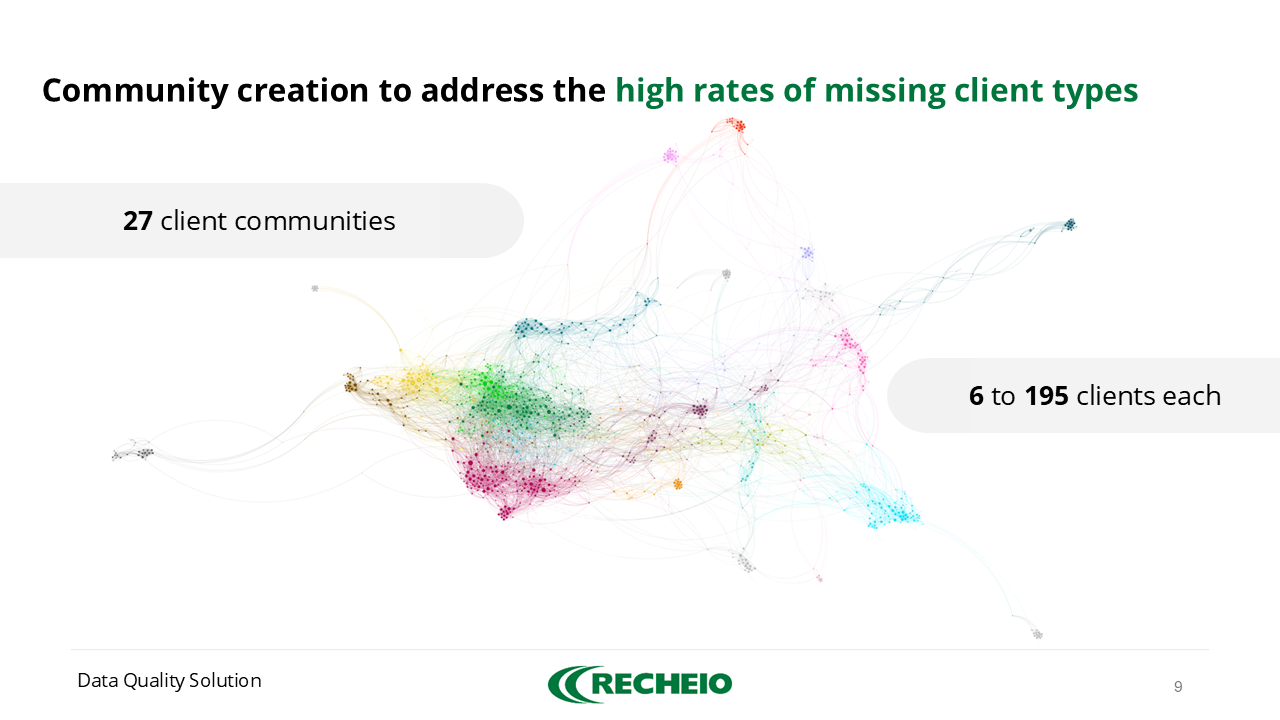 Community creation to address the high rates of missing client types
27 client communities
6 to 195 clients each
Data Quality Solution
RECHEIO
9